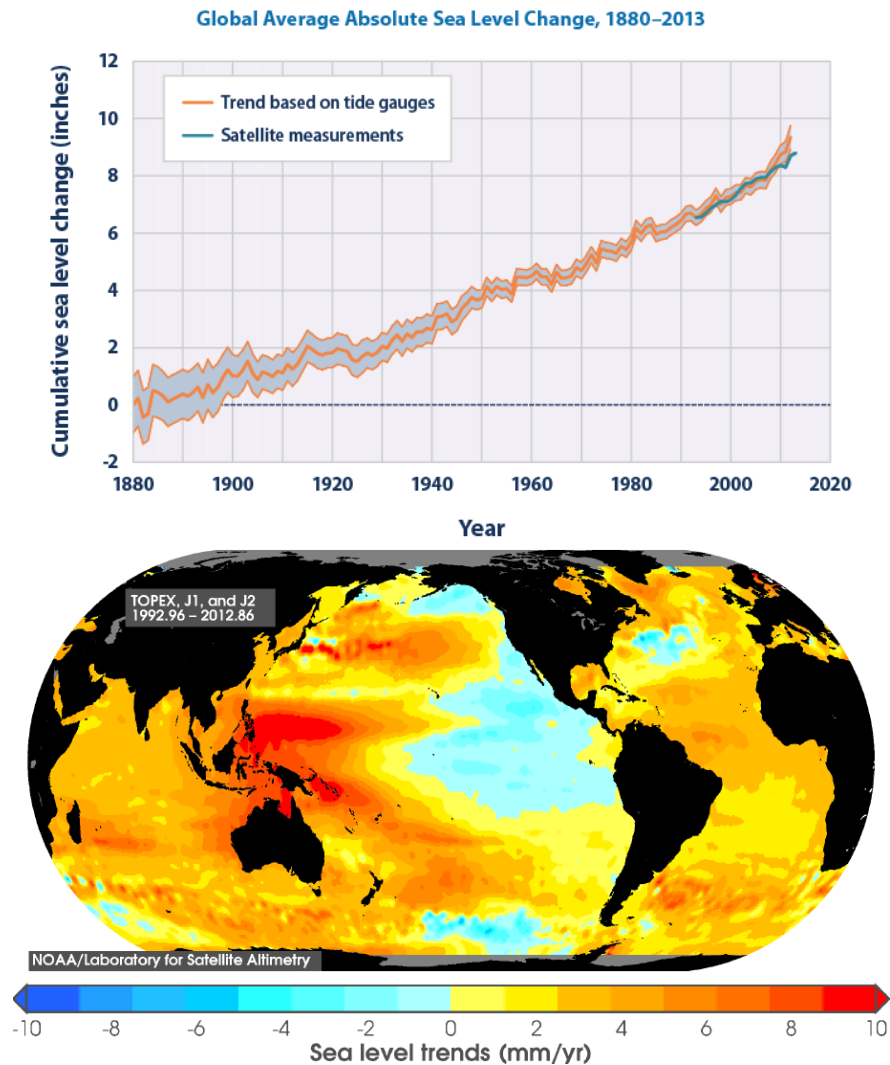 Global Average Absolute Sea Level Change, 1880–2013
Cumulative sea level change (inches)
12
10
8
6
4
2
0
-2
Trend based on tide gauges
Satellite measurements
1880 1900 1920 1940 1960 1980 2000 2020
Year
TOPEX, J1, and J2
1992.96 – 2012.86
NOAA/Laboratory for Satellite Altimetry
-10 -8 -6 -4 -2 0 2 4 6 8 10
Sea level trends (mm/yr)